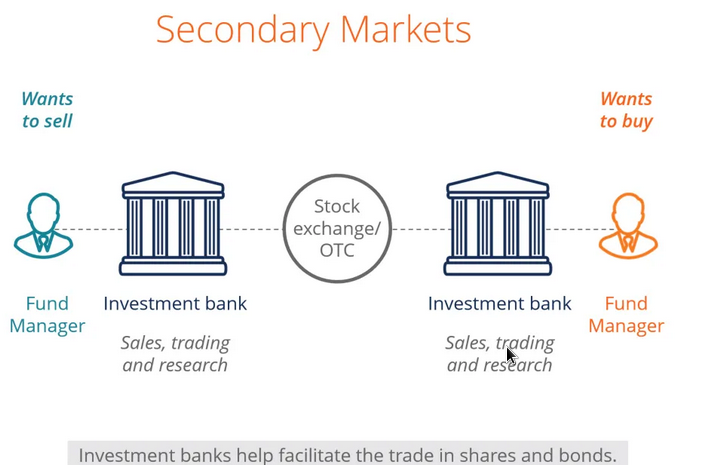 Secondary Markets
Wants
to sell
Wants
to buy
Stock
exchange/
OTC
Fund
Manager
Investment bank
Investment bank
Fund
Manager
Sales, trading
and research
Sales, trading
and research
Investment banks help facilitate the trade in shares and bonds.